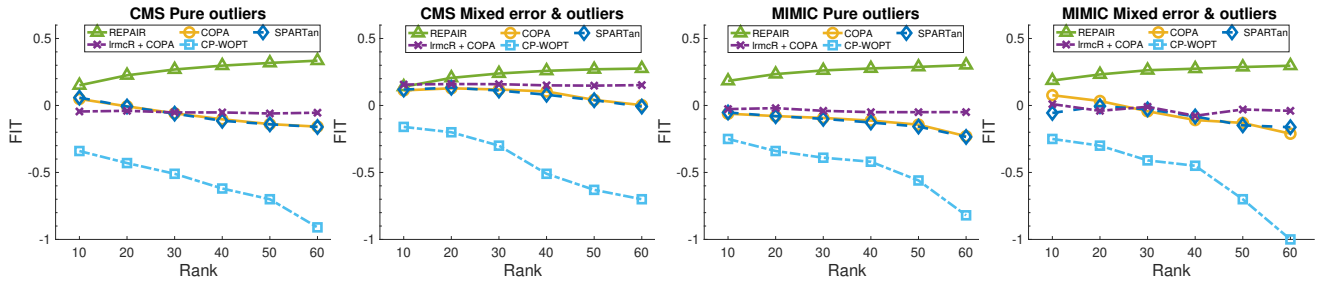 CMS Pure outliers
REPAIR COPA SPARTan
lrmcR + COPA CP-WOPT
0.5
0
-0.5
-1
FIT
10 20 30 40 50 60
Rank
CMS Mixed error & outliers
REPAIR COPA SPARTan
lrmcR + COPA CP-WOPT
0.5
0
-0.5
-1
FIT
10 20 30 40 50 60
Rank
MIMIC Pure outliers
REPAIR COPA SPARTan
lrmcR + COPA CP-WOPT
0.5
0
-0.5
-1
FIT
10 20 30 40 50 60
Rank
MIMIC Mixed error & outliers
REPAIR COPA SPARTan
lrmcR + COPA CP-WOPT
0.5
0
-0.5
-1
FIT
10 20 30 40 50 60
Rank